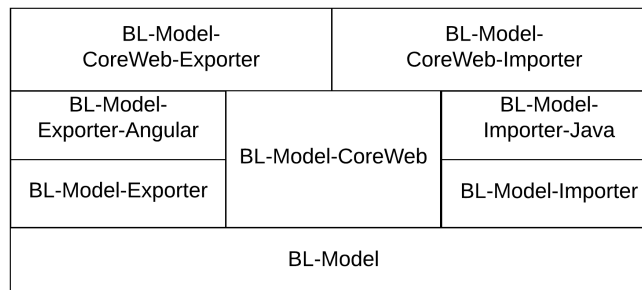 BL-Model-
CoreWeb-Exporter
BL-Model-
CoreWeb-Importer
BL-Model-
Exporter-Angular
BL-Model-CoreWeb
BL-Model-
Importer-Java
BL-Model-Exporter
BL-Model-Importer
BL-Model